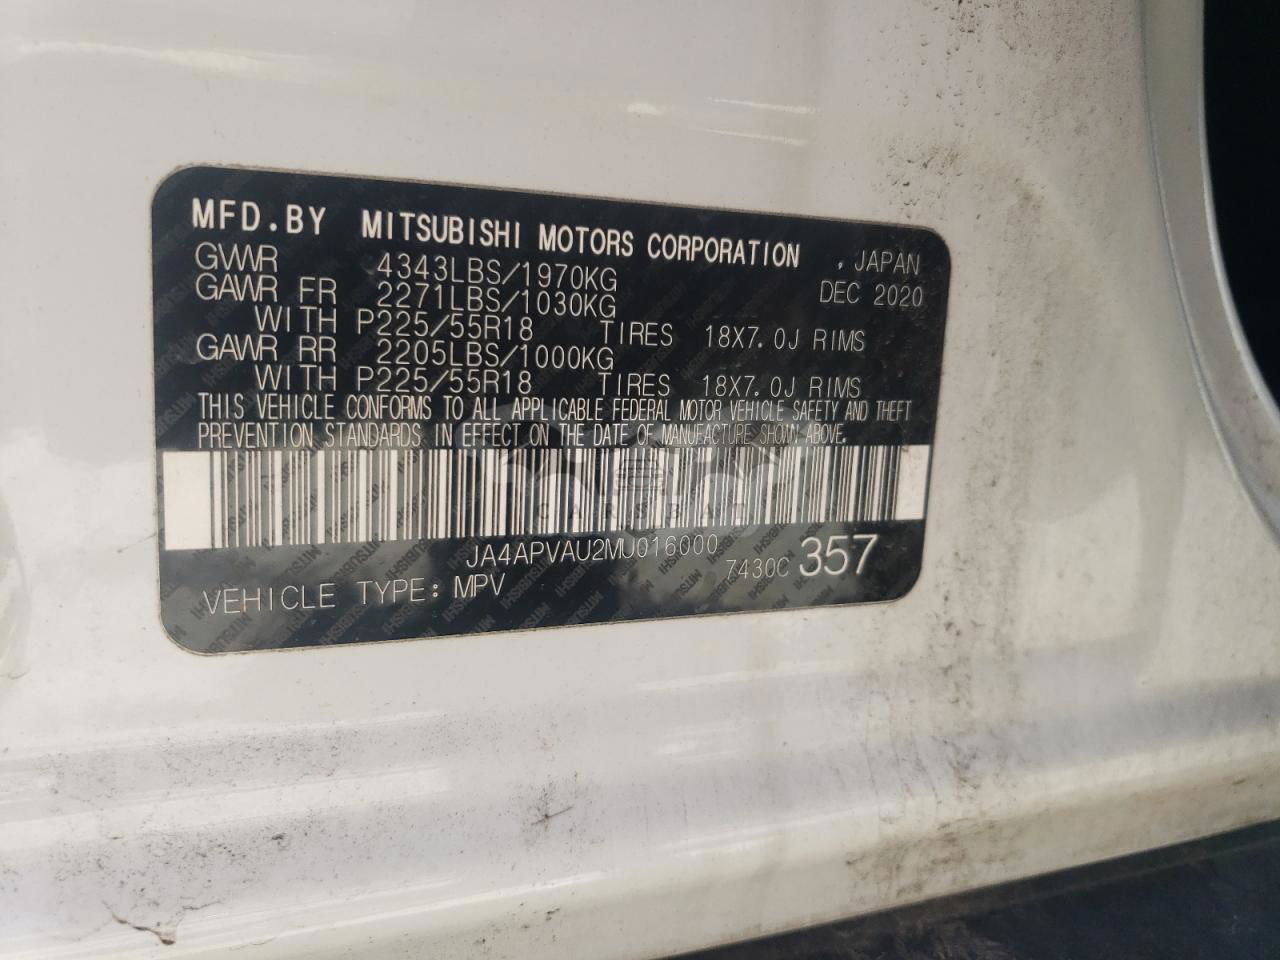 MFD.BY MITSUBISHI MOTORS CORPORATION , JAPAN
GVWR 4343LBS/1970KG DEC 2020
GAWR FR 2271LBS/1030KG
WITH P225/55R18 TIRES 18X7.0J RIMS
GAWR RR 2205LBS/1000KG
WITH P225/55R18 TIRES 18X7.0J RIMS
THIS VEHICLE CONFORMS TO ALL APPLICABLE FEDERAL MOTOR VEHICLE SAFETY AND THEFT
PREVENTION STANDARDS IN EFFECT ON THE DATE OF MANUFACTURE SHOWN ABOVE.
CARSBAT
JA4APVAU2MU016000
7430C 357
VEHICLE TYPE: MPV